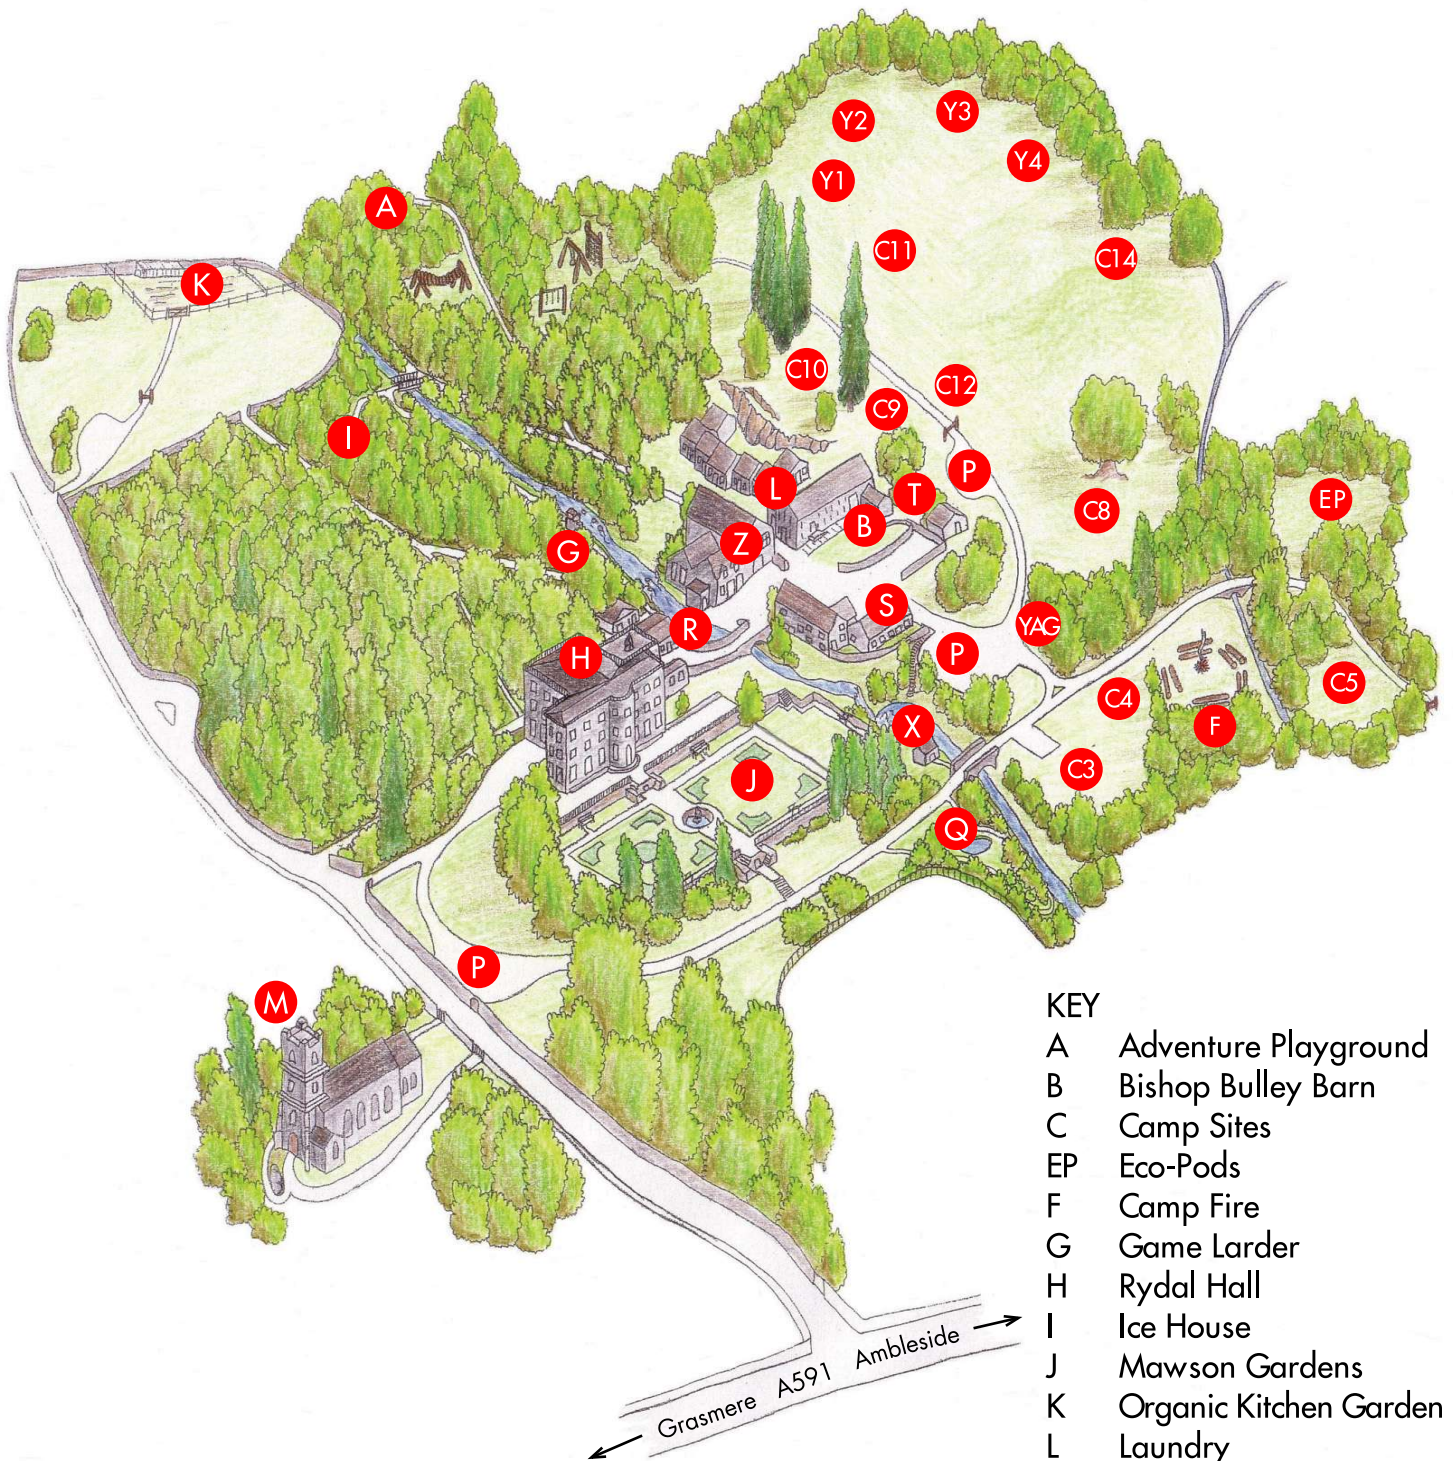 Y2
Y3
Y4
Y1
A
C11
C14
K
C10
C12
C9
I
P
L
T
EP
C8
B
Z
G
S
YAG
R
H
P
C5
C4
X
F
C3
J
Q
P
M
KEY
A Adventure Playground
B Bishop Bulley Barn
C Camp Sites
EP Eco-Pods
F Camp Fire
G Game Larder
H Rydal Hall
I Ice House
J Mawson Gardens
K Organic Kitchen Garden
L Laundry
Grasmere A591 Ambleside